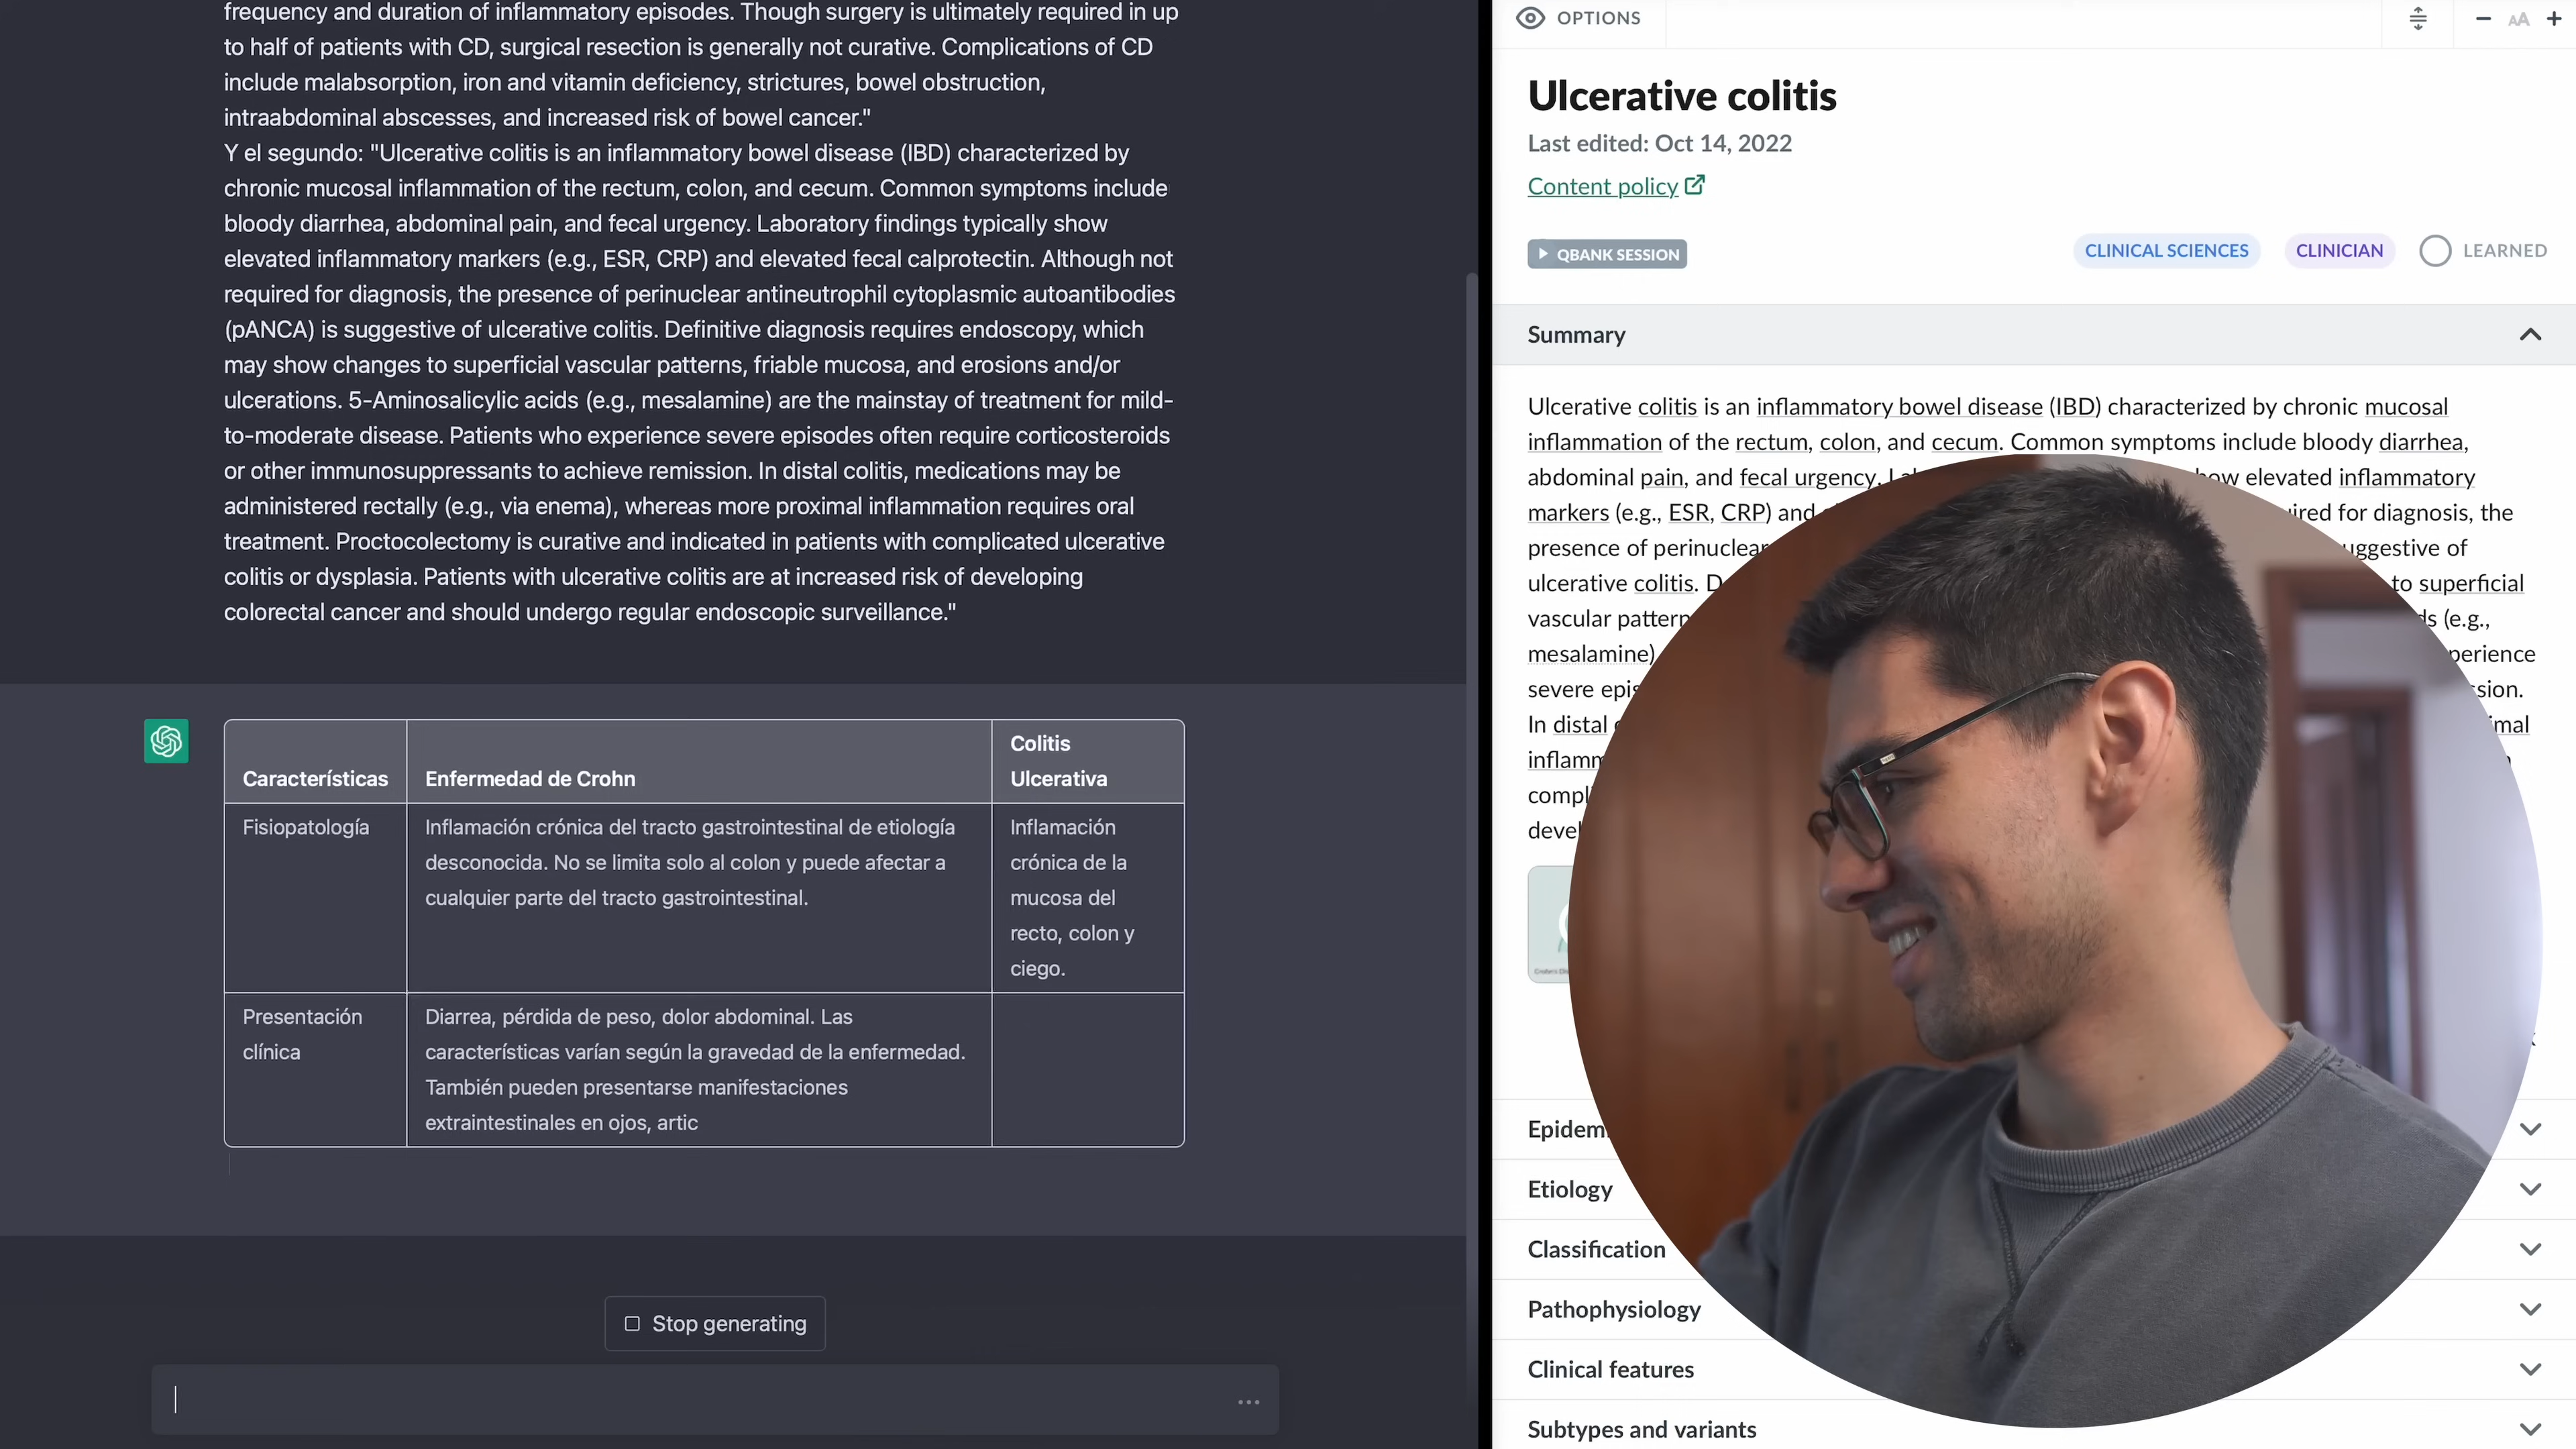 frequency and duration of inflammatory episodes. Though surgery is ultimately required in up
to half of patients with CD, surgical resection is generally not curative. Complications of CD
include malabsorption, iron and vitamin deficiency, strictures, bowel obstruction,
intraabdominal abscesses, and increased risk of bowel cancer."
Y el segundo: "Ulcerative colitis is an inflammatory bowel disease (IBD) characterized by
chronic mucosal inflammation of the rectum, colon, and cecum. Common symptoms include
bloody diarrhea, abdominal pain, and fecal urgency. Laboratory findings typically show
elevated inflammatory markers (e.g., ESR, CRP) and elevated fecal calprotectin. Although not
required for diagnosis, the presence of perinuclear antineutrophil cytoplasmic autoantibodies
(pANCA) is suggestive of ulcerative colitis. Definitive diagnosis requires endoscopy, which
may show changes to superficial vascular patterns, friable mucosa, and erosions and/or
ulcerations. 5-Aminosalicylic acids (e.g., mesalamine) are the mainstay of treatment for mild-
to-moderate disease. Patients who experience severe episodes often require corticosteroids
or other immunosuppressants to achieve remission. In distal colitis, medications may be
administered rectally (e.g., via enema), whereas more proximal inflammation requires oral
treatment. Proctocolectomy is curative and indicated in patients with complicated ulcerative
colitis or dysplasia. Patients with ulcerative colitis are at increased risk of developing
colorectal cancer and should undergo regular endoscopic surveillance."
Características
Enfermedad de Crohn
Colitis
Ulcerativa
Fisiopatología
Inflamación crónica del tracto gastrointestinal de etiología
desconocida. No se limita solo al colon y puede afectar a
cualquier parte del tracto gastrointestinal.
Inflamación
crónica de la
mucosa del
recto, colon y
ciego.
Presentación
clínica
Diarrea, pérdida de peso, dolor abdominal. Las
características varían según la gravedad de la enfermedad.
También pueden presentarse manifestaciones
extraintestinales en ojos, artic
Stop generating
OPTIONS
AA
Ulcerative colitis
Last edited: Oct 14, 2022
Content policy
QBANK SESSION
CLINICAL SCIENCES
CLINICIAN
LEARNED
Summary
Ulcerative colitis is an inflammatory bowel disease (IBD) characterized by chronic mucosal
inflammation of the rectum, colon, and cecum. Common symptoms include bloody diarrhea,
abdominal pain, and fecal urgency. elevated inflammatory
markers (e.g., ESR, CRP) and for diagnosis, the
presence of perinuclear of
ulcerative colitis. to superficial
vascular (e.g.,
mesalamine)
severe
In distal
Etiology
Classification
Pathophysiology
Clinical features
Subtypes and variants